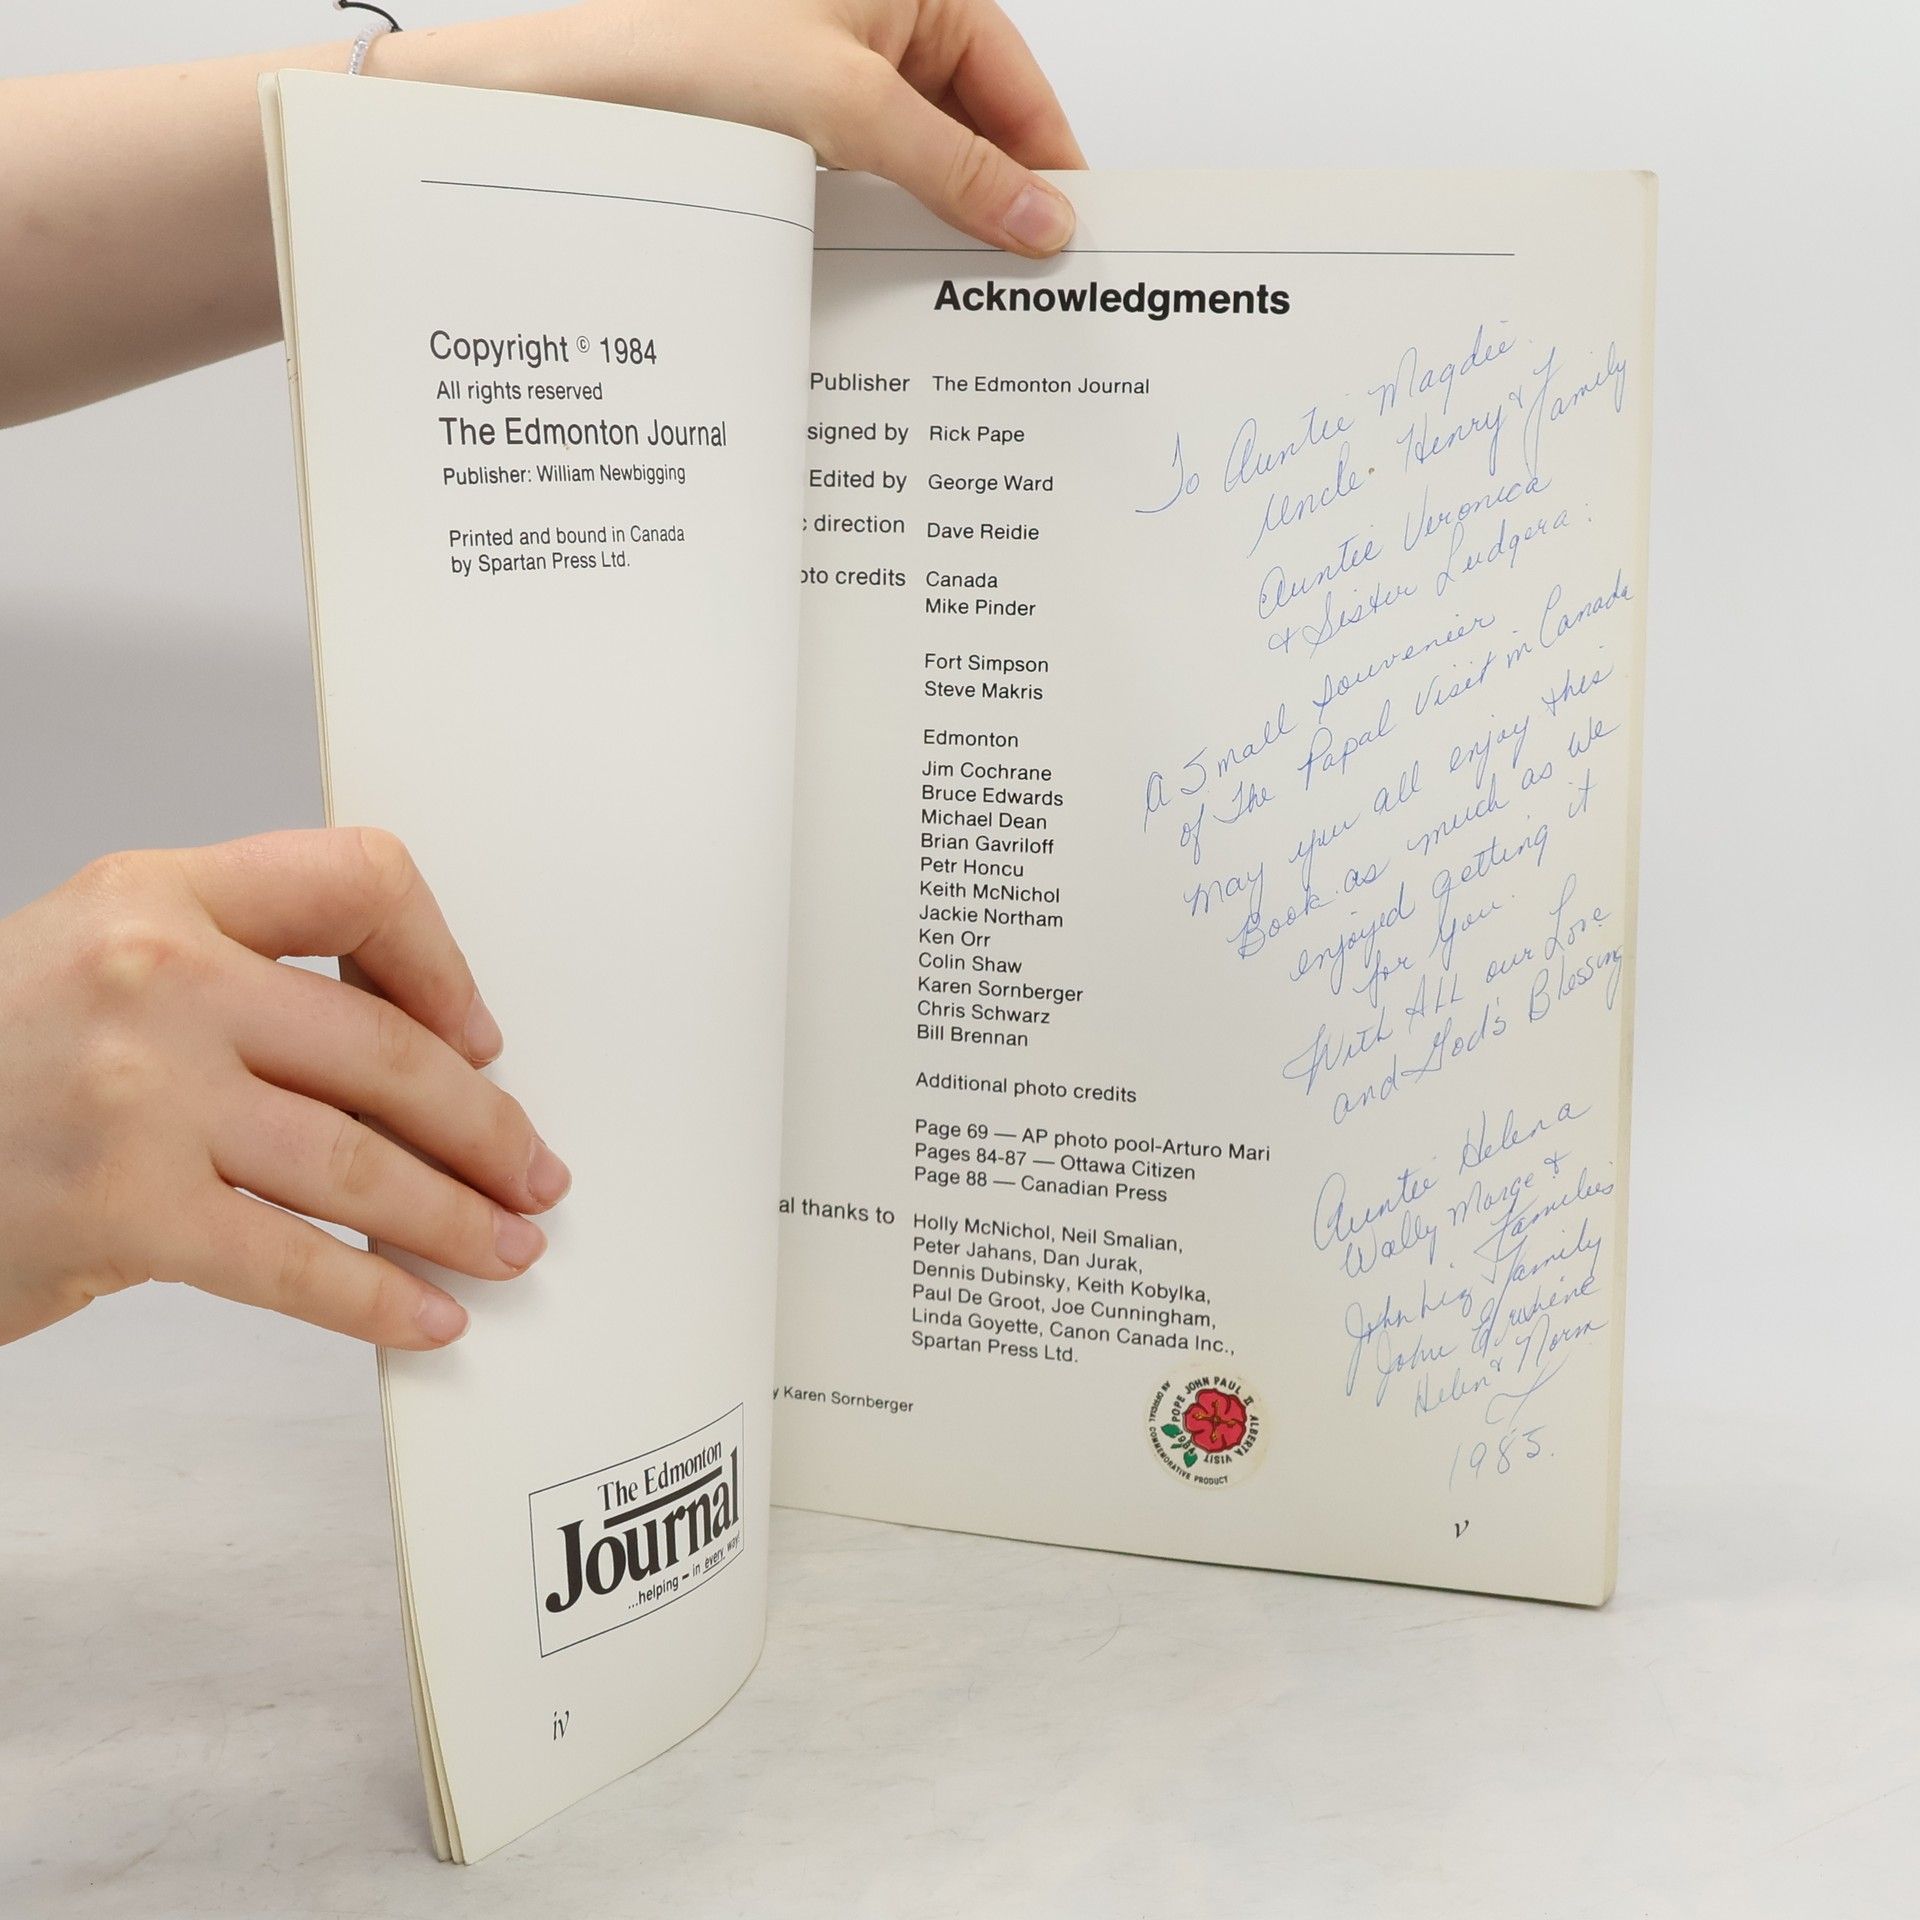 Copyright © 1984
All rights reserved
The Edmonton Journal
Publisher: William Newbigging
Printed and bound in Canada
by Spartan Press Ltd.
The Edmonton
Journal
...helping – in every way!
iv
Acknowledgments
Publisher The Edmonton Journal
signed by Rick Pape
Edited by George Ward
c direction Dave Reidie
oto credits Canada
Mike Pinder
Fort Simpson
Steve Makris
Edmonton
Jim Cochrane
Bruce Edwards
Michael Dean
Brian Gavriloff
Petr Honcu
Keith McNichol
Jackie Northam
Ken Orr
Colin Shaw
Karen Sornberger
Chris Schwarz
Bill Brennan
Additional photo credits
Page 69 — AP photo pool-Arturo Mari
Pages 84-87 — Ottawa Citizen
Page 88 — Canadian Press
al thanks to Holly McNichol, Neil Smalian,
Peter Jahans, Dan Jurak,
Dennis Dubinsky, Keith Kobylka,
Paul De Groot, Joe Cunningham,
Linda Goyette, Canon Canada Inc.,
Spartan Press Ltd.
y Karen Sornberger
To Auntie Magdie.
Uncle Henry & Family
Auntie Veronica
& Sister Ludgera:
A Small Souvenier
of The Papal Visit in Canada
May you all enjoy this
Book as much as We
enjoyed getting it
for you.
With All our Love
and God's Blessing
Auntie Helena
Wally Marge &
Families
John Liz Family
John
Helen & Norm
1985.
POPE JOHN PAUL II
ALBERTA VISIT
1984
AN OFFICIAL COMMEMORATIVE PRODUCT
v